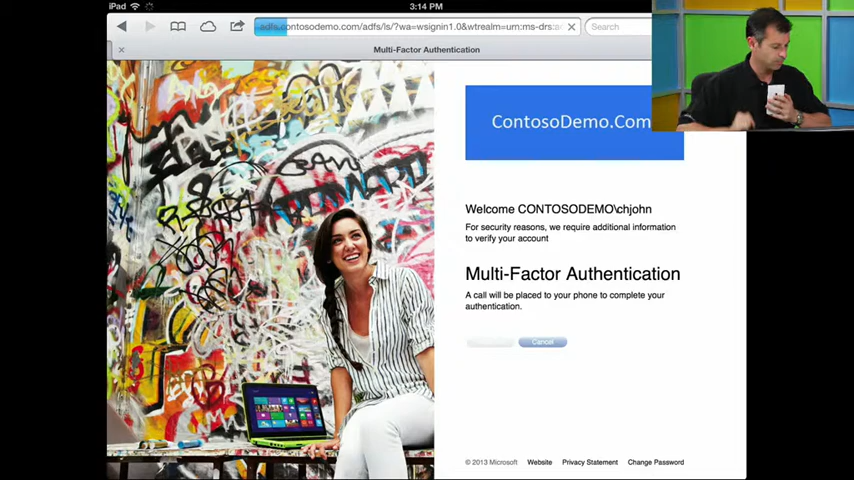 iPad
3:14 PM
adfs.contosodemo.com/adfs/ls/?wa=wsignin1.0&wtrealm=urn:ms-drs:
Search
Multi-Factor Authentication
ContosoDemo.Com
Welcome CONTOSODEMO\chjohn
For security reasons, we require additional information
to verify your account
Multi-Factor Authentication
A call will be placed to your phone to complete your
authentication.
Cancel
© 2013 Microsoft Website Privacy Statement Change Password